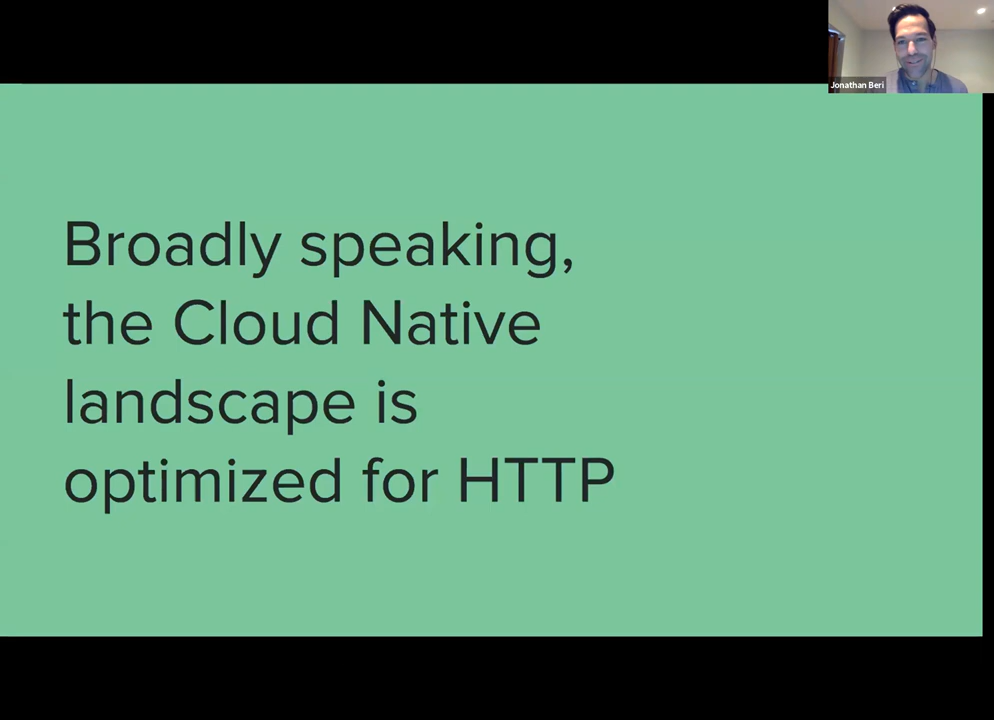 Jonathan Beri
Broadly speaking,
the Cloud Native
landscape is
optimized for HTTP